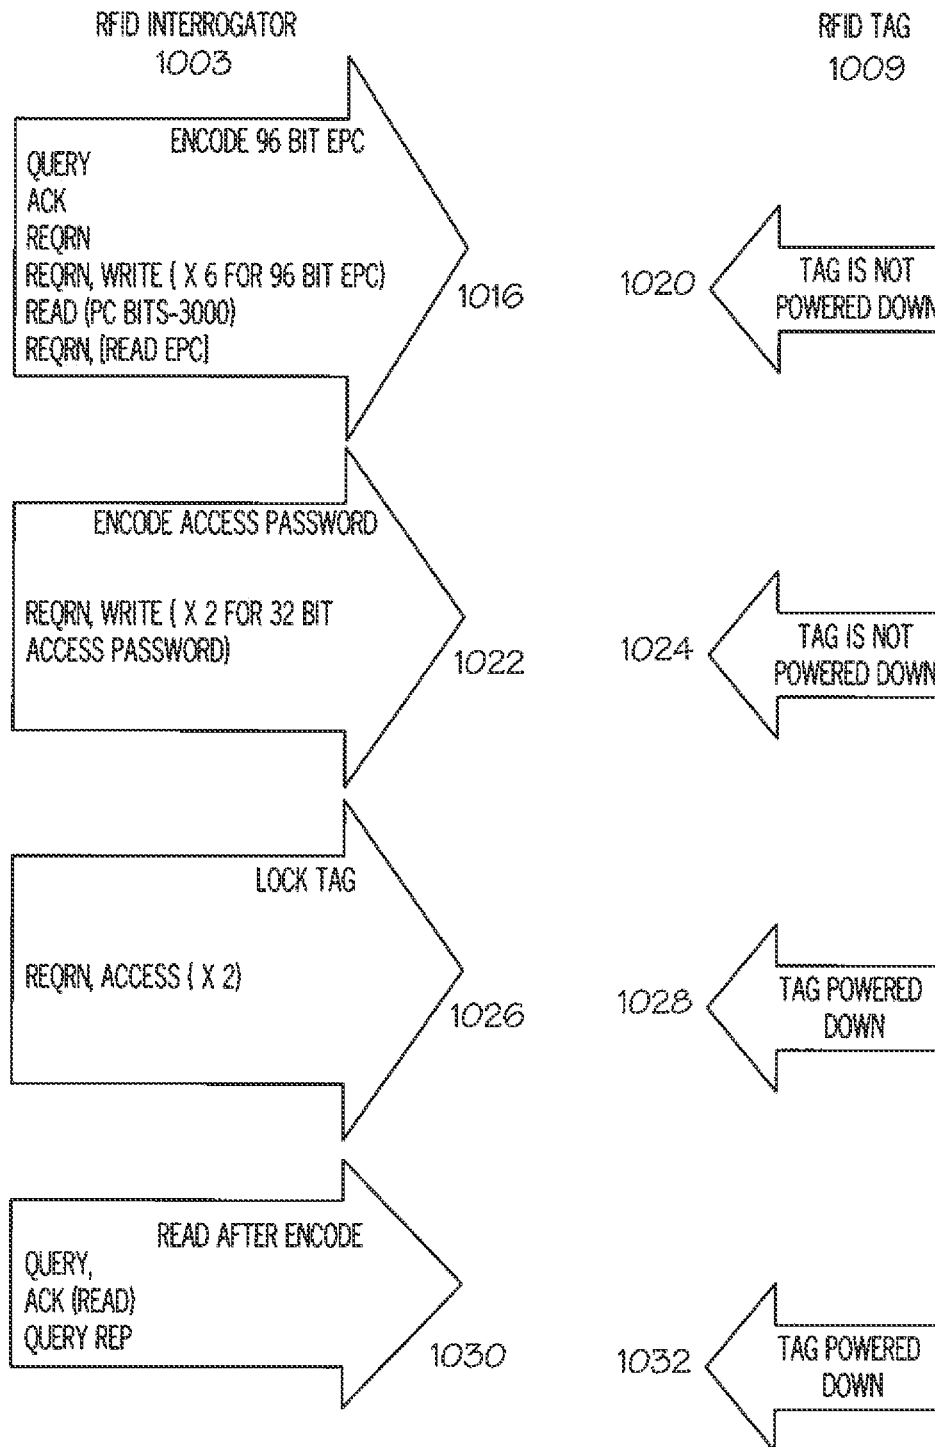 RFID INTERROGATOR
1003
RFID TAG
1009
ENCODE 96 BIT EPC
QUERY
ACK
REQRN
REQRN, WRITE ( X 6 FOR 96 BIT EPC)
READ (PC BITS-3000)
REQRN, [READ EPC]
1016
1020
TAG IS NOT
POWERED DOWN
ENCODE ACCESS PASSWORD
REQRN, WRITE ( X 2 FOR 32 BIT
ACCESS PASSWORD)
1022
1024
TAG IS NOT
POWERED DOWN
LOCK TAG
REQRN, ACCESS ( X 2)
1026
1028
TAG POWERED
DOWN
READ AFTER ENCODE
QUERY,
ACK (READ)
QUERY REP
1030
1032
TAG POWERED
DOWN